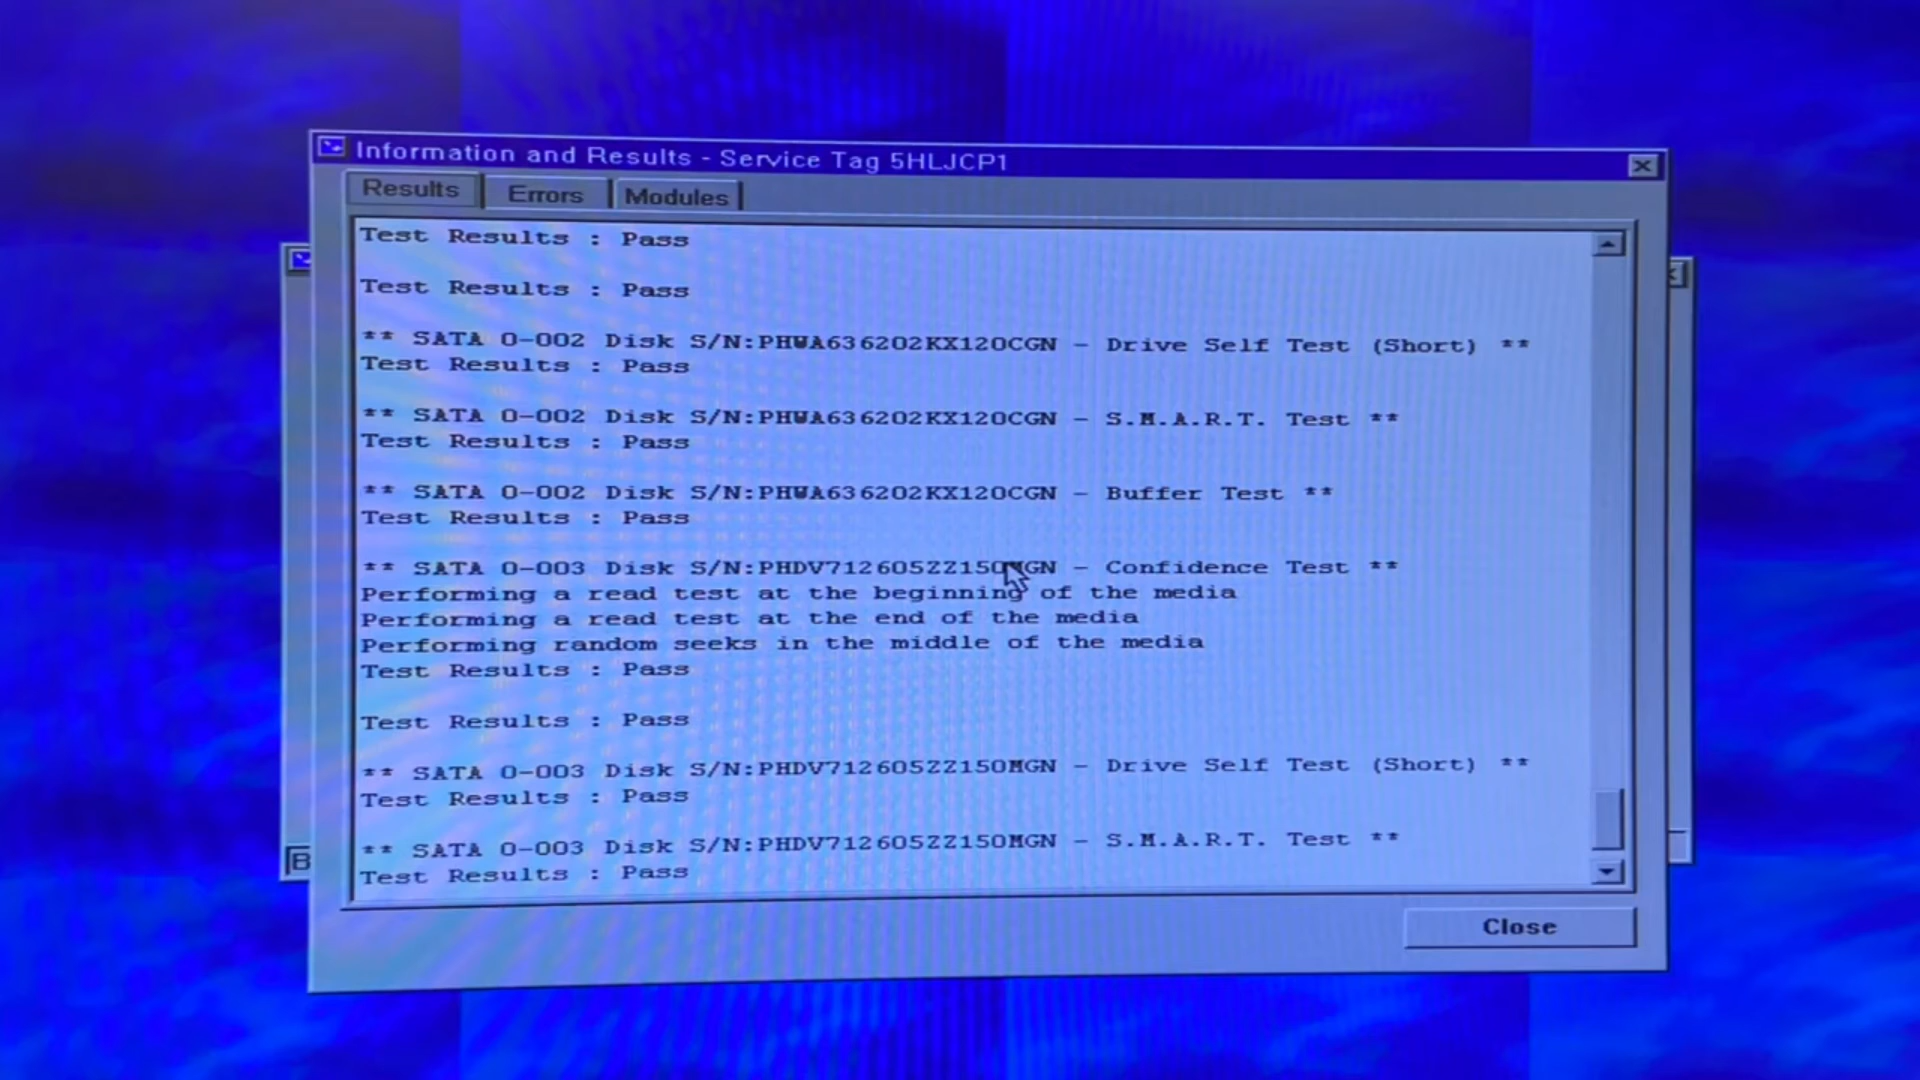 Information and Results - Service Tag 5HLJCP1
Results Errors Modules
Test Results : Pass
Test Results : Pass
** SATA 0-002 Disk S/N:PHWA636202KX120CGN - Drive Self Test (Short) **
Test Results : Pass
** SATA 0-002 Disk S/N:PHWA636202KX120CGN - S.M.A.R.T. Test **
Test Results : Pass
** SATA 0-002 Disk S/N:PHWA636202KX120CGN - Buffer Test **
Test Results : Pass
** SATA 0-003 Disk S/N:PHDV712605ZZ150MGN - Confidence Test **
Performing a read test at the beginning of the media
Performing a read test at the end of the media
Performing random seeks in the middle of the media
Test Results : Pass
Test Results : Pass
** SATA 0-003 Disk S/N:PHDV712605ZZ150MGN - Drive Self Test (Short) **
Test Results : Pass
** SATA 0-003 Disk S/N:PHDV712605ZZ150MGN - S.M.A.R.T. Test **
Test Results : Pass
B
Close